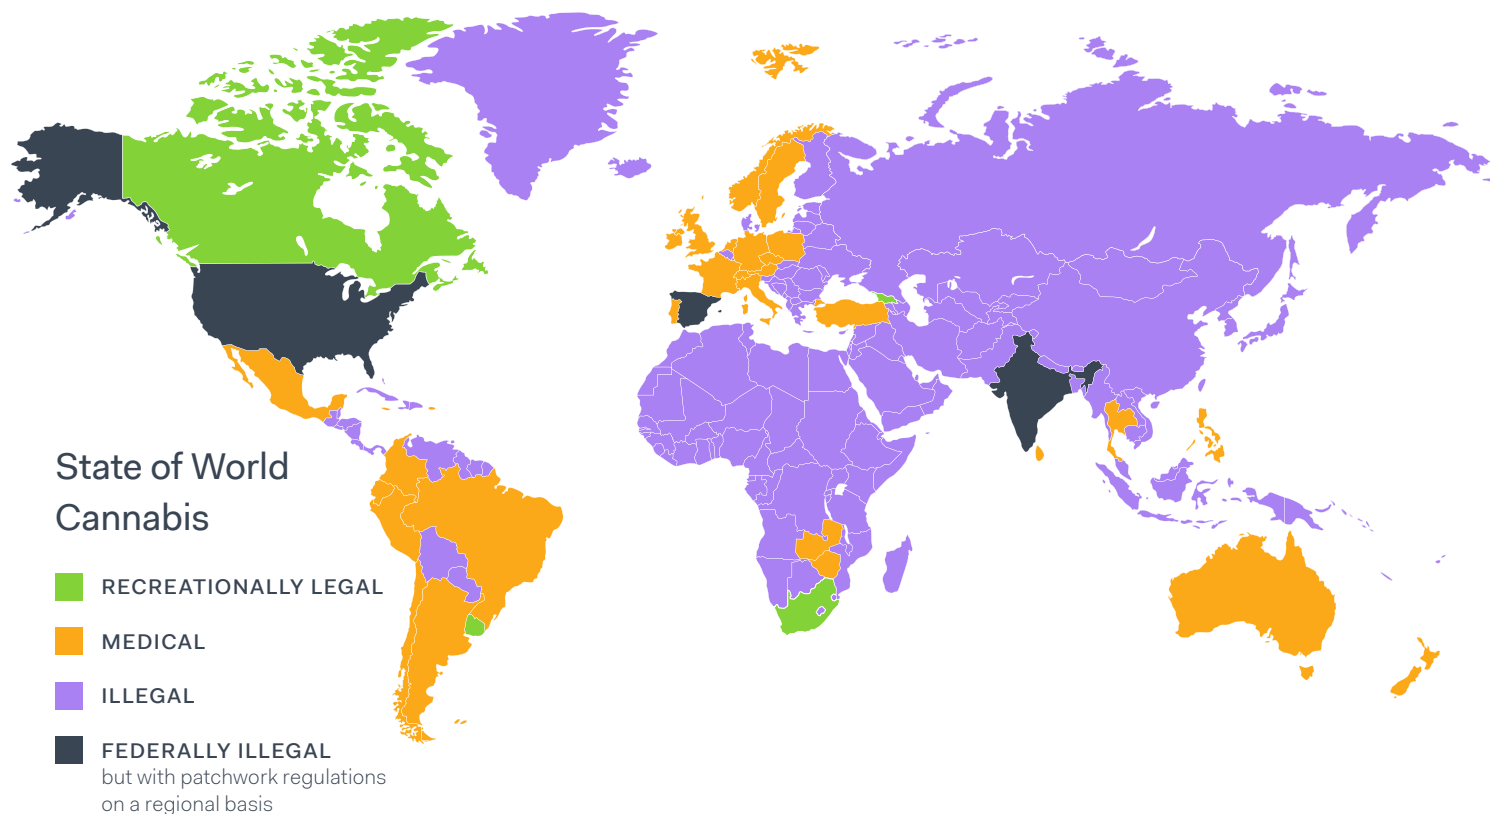 State of World
Cannabis
RECREATIONALLY LEGAL
MEDICAL
ILLEGAL
FEDERALLY ILLEGAL
but with patchwork regulations
on a regional basis